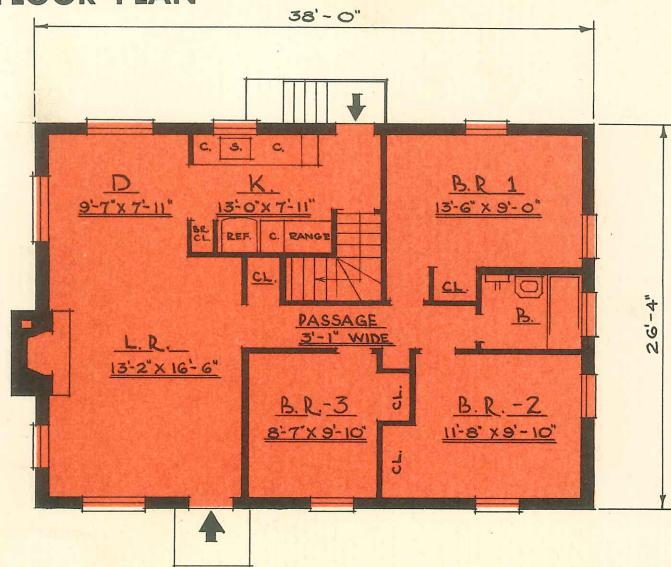 FLOOR PLAN
38'-0"
C. S. C.
D
9'-7" X 7'-11"
K.
13'-0" X 7'-11"
B.R. 1
13'-6" X 9'-0"
BR.
CL.
REF.
C.
RANGE
CL.
CL.
B.
26'-4"
PASSAGE
3'-1" WIDE
L.R.
13'-2" X 16'-6"
B.R.-3
8'-7" X 9'-10"
CL.
B.R.-2
11'-8" X 9'-10"
CL.